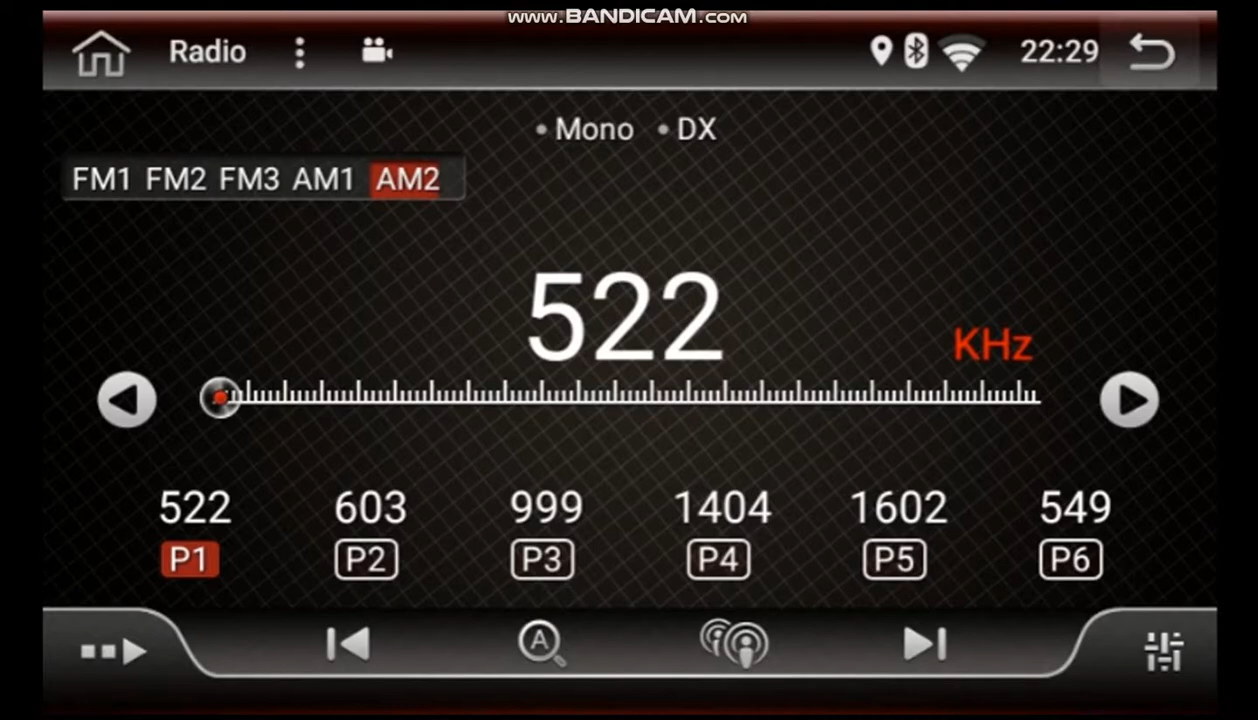 www.BANDICAM.com
Radio 22:29
• Mono • DX
FM1 FM2 FM3 AM1 AM2
522
KHz
522 603 999 1404 1602 549
P1 P2 P3 P4 P5 P6
A